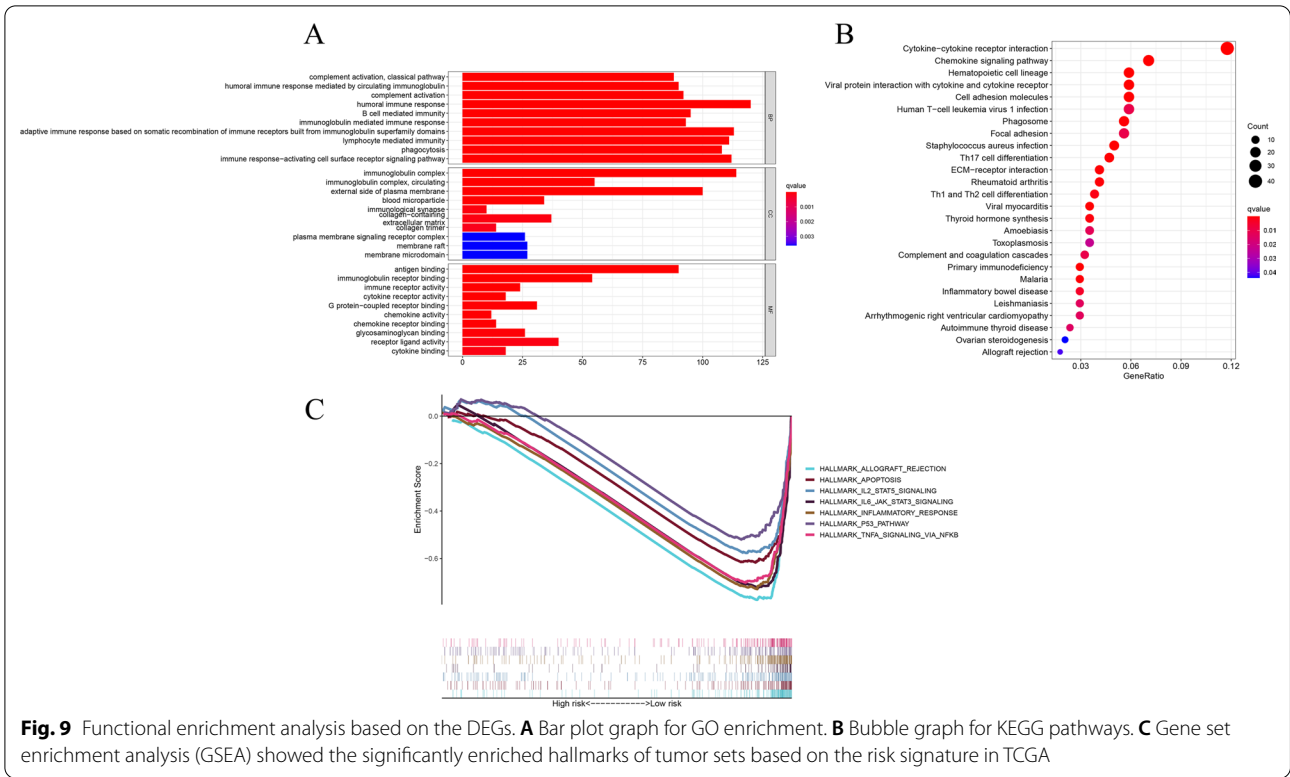 A
complement activation, classical pathway
humoral immune response mediated by circulating immunoglobulin
complement activation
humoral immune response
B cell mediated immunity
immunoglobulin mediated immune response
adaptive immune response based on somatic recombination of immune receptors built from immunoglobulin superfamily domains
lymphocyte mediated immunity
phagocytosis
immune response-activating cell surface receptor signaling pathway
BP
immunoglobulin complex
immunoglobulin complex, circulating
external side of plasma membrane
blood microparticle
immunological synapse
collagen-containing
extracellular matrix
collagen trimer
plasma membrane signaling receptor complex
membrane raft
membrane microdomain
CC
antigen binding
immunoglobulin receptor binding
immune receptor activity
cytokine receptor activity
G protein-coupled receptor binding
chemokine activity
chemokine receptor binding
glycosaminoglycan binding
receptor ligand activity
cytokine binding
MF
0 25 50 75 100 125
qvalue
0.001
0.002
0.003
B
Cytokine-cytokine receptor interaction
Chemokine signaling pathway
Hematopoietic cell lineage
Viral protein interaction with cytokine and cytokine receptor
Cell adhesion molecules
Human T-cell leukemia virus 1 infection
Phagosome
Focal adhesion
Staphylococcus aureus infection
Th17 cell differentiation
ECM-receptor interaction
Rheumatoid arthritis
Th1 and Th2 cell differentiation
Viral myocarditis
Thyroid hormone synthesis
Amoebiasis
Toxoplasmosis
Complement and coagulation cascades
Primary immunodeficiency
Malaria
Inflammatory bowel disease
Leishmaniasis
Arrhythmogenic right ventricular cardiomyopathy
Autoimmune thyroid disease
Ovarian steroidogenesis
Allograft rejection
0.03 0.06 0.09 0.12
GeneRatio
Count
10
20
30
40
qvalue
0.01
0.02
0.03
0.04
C
Enrichment Score
0.0
−0.2
−0.4
−0.6
HALLMARK_ALLOGRAFT_REJECTION
HALLMARK_APOPTOSIS
HALLMARK_IL2_STAT5_SIGNALING
HALLMARK_IL6_JAK_STAT3_SIGNALING
HALLMARK_INFLAMMATORY_RESPONSE
HALLMARK_P53_PATHWAY
HALLMARK_TNFA_SIGNALING_VIA_NFKB
High risk<------------->Low risk
Fig. 9 Functional enrichment analysis based on the DEGs. A Bar plot graph for GO enrichment. B Bubble graph for KEGG pathways. C Gene set
enrichment analysis (GSEA) showed the significantly enriched hallmarks of tumor sets based on the risk signature in TCGA